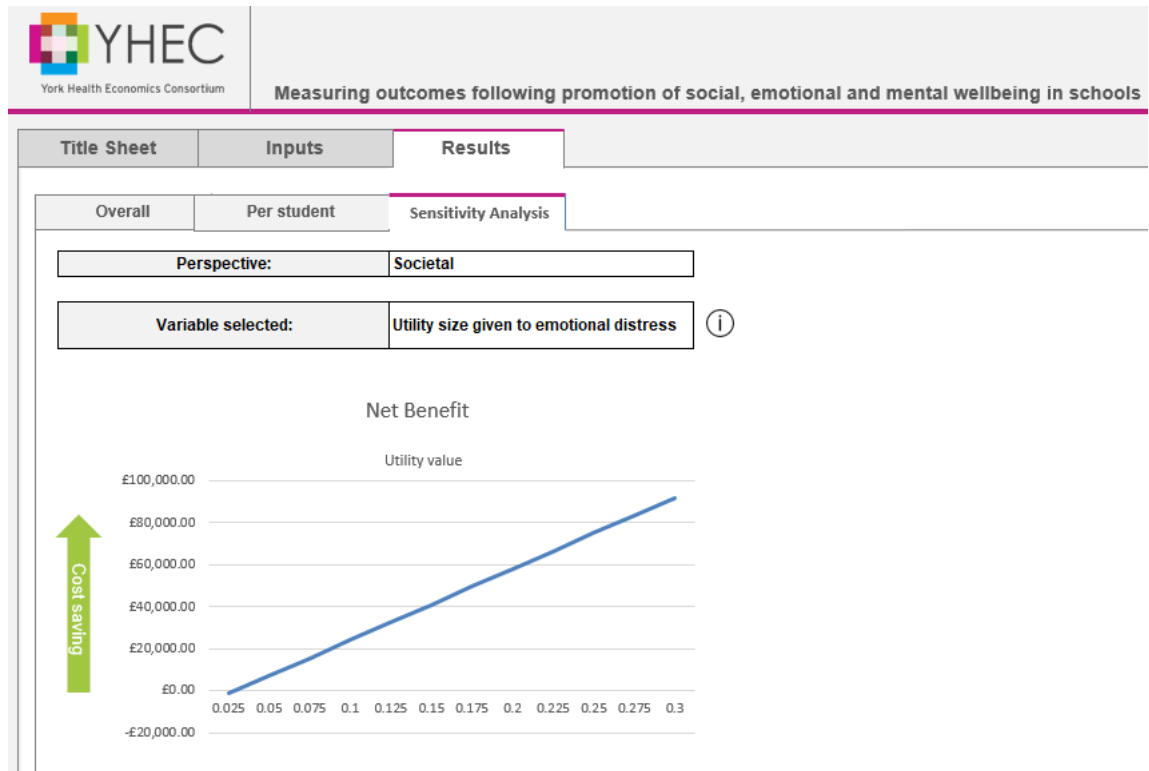 YHEC
York Health Economics Consortium
Measuring outcomes following promotion of social, emotional and mental wellbeing in schools
Title Sheet Inputs Results
Overall Per student Sensitivity Analysis
Perspective: Societal
Variable selected: Utility size given to emotional distress i
Net Benefit
Utility value
£100,000.00
£80,000.00
£60,000.00
£40,000.00
£20,000.00
£0.00
-£20,000.00
Cost saving
0.025 0.05 0.075 0.1 0.125 0.15 0.175 0.2 0.225 0.25 0.275 0.3